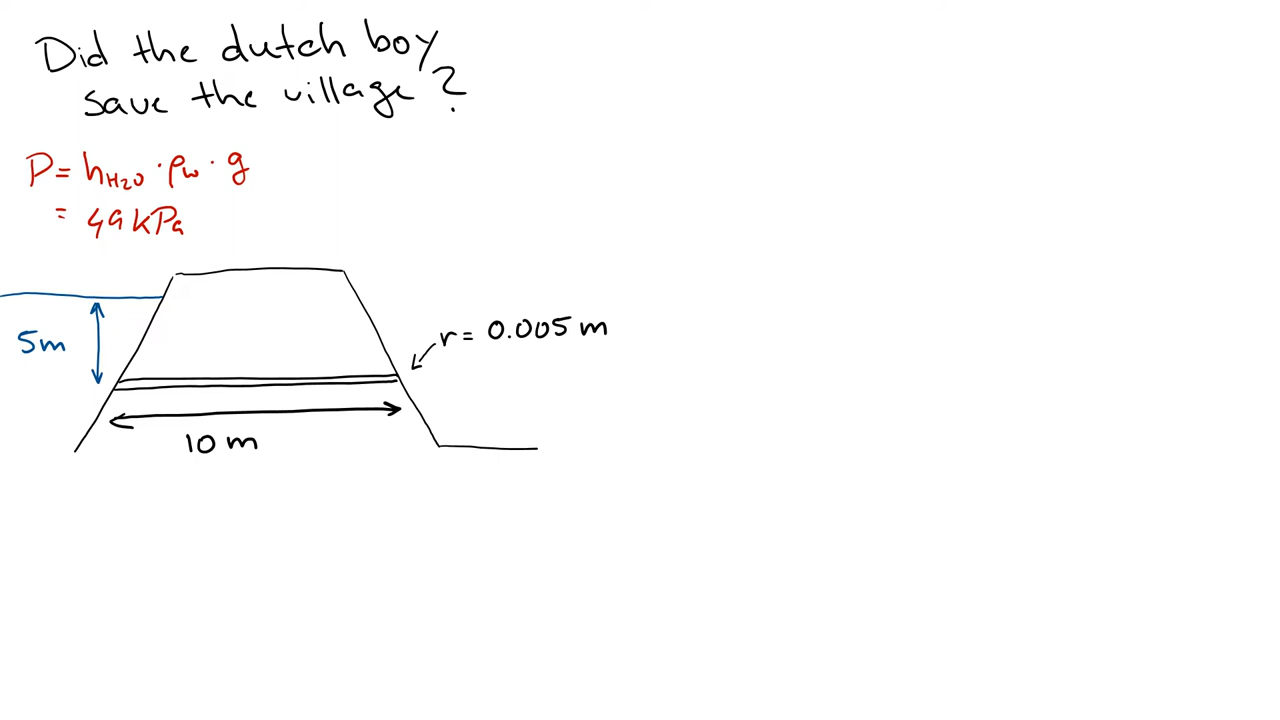 Did the dutch boy
save the village?
P = hH2O · ρw · g
= 49 kPa
5m
r = 0.005 m
10 m